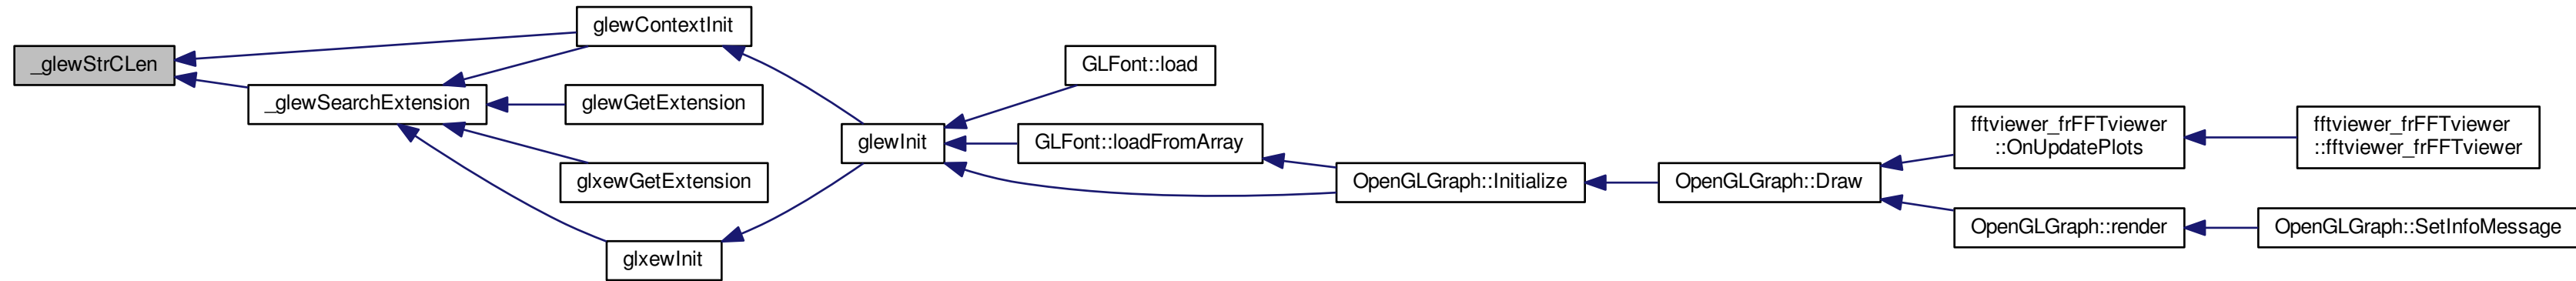 _glewStrCLen
glewContextInit
_glewSearchExtension
glewGetExtension
glxewGetExtension
glxewInit
glewInit
GLFont::load
GLFont::loadFromArray
OpenGLGraph::Initialize
OpenGLGraph::Draw
fftviewer_frFFTviewer
::OnUpdatePlots
fftviewer_frFFTviewer
::fftviewer_frFFTviewer
OpenGLGraph::render
OpenGLGraph::SetInfoMessage